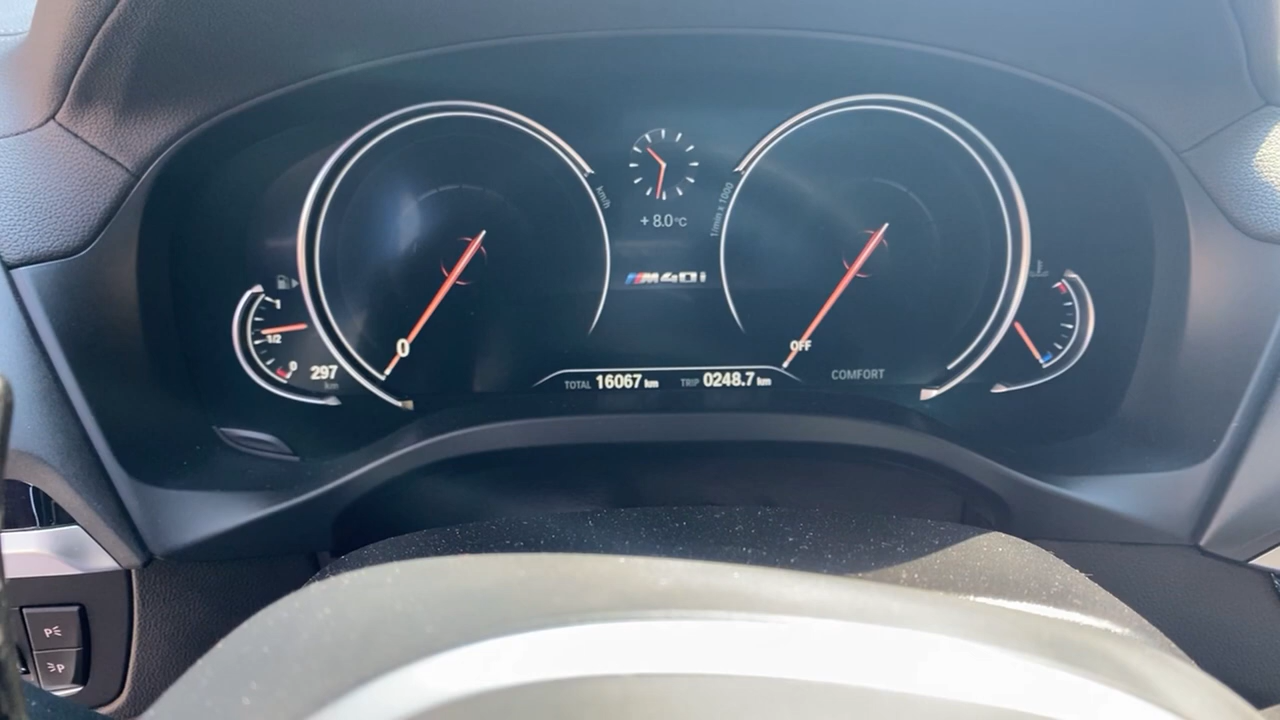 km/h
1/min x 1000
+ 8.0°C
M40i
1
1/2
0
297
km
0
OFF
TOTAL 16067 km TRIP 0248.7 km
COMFORT
P
P